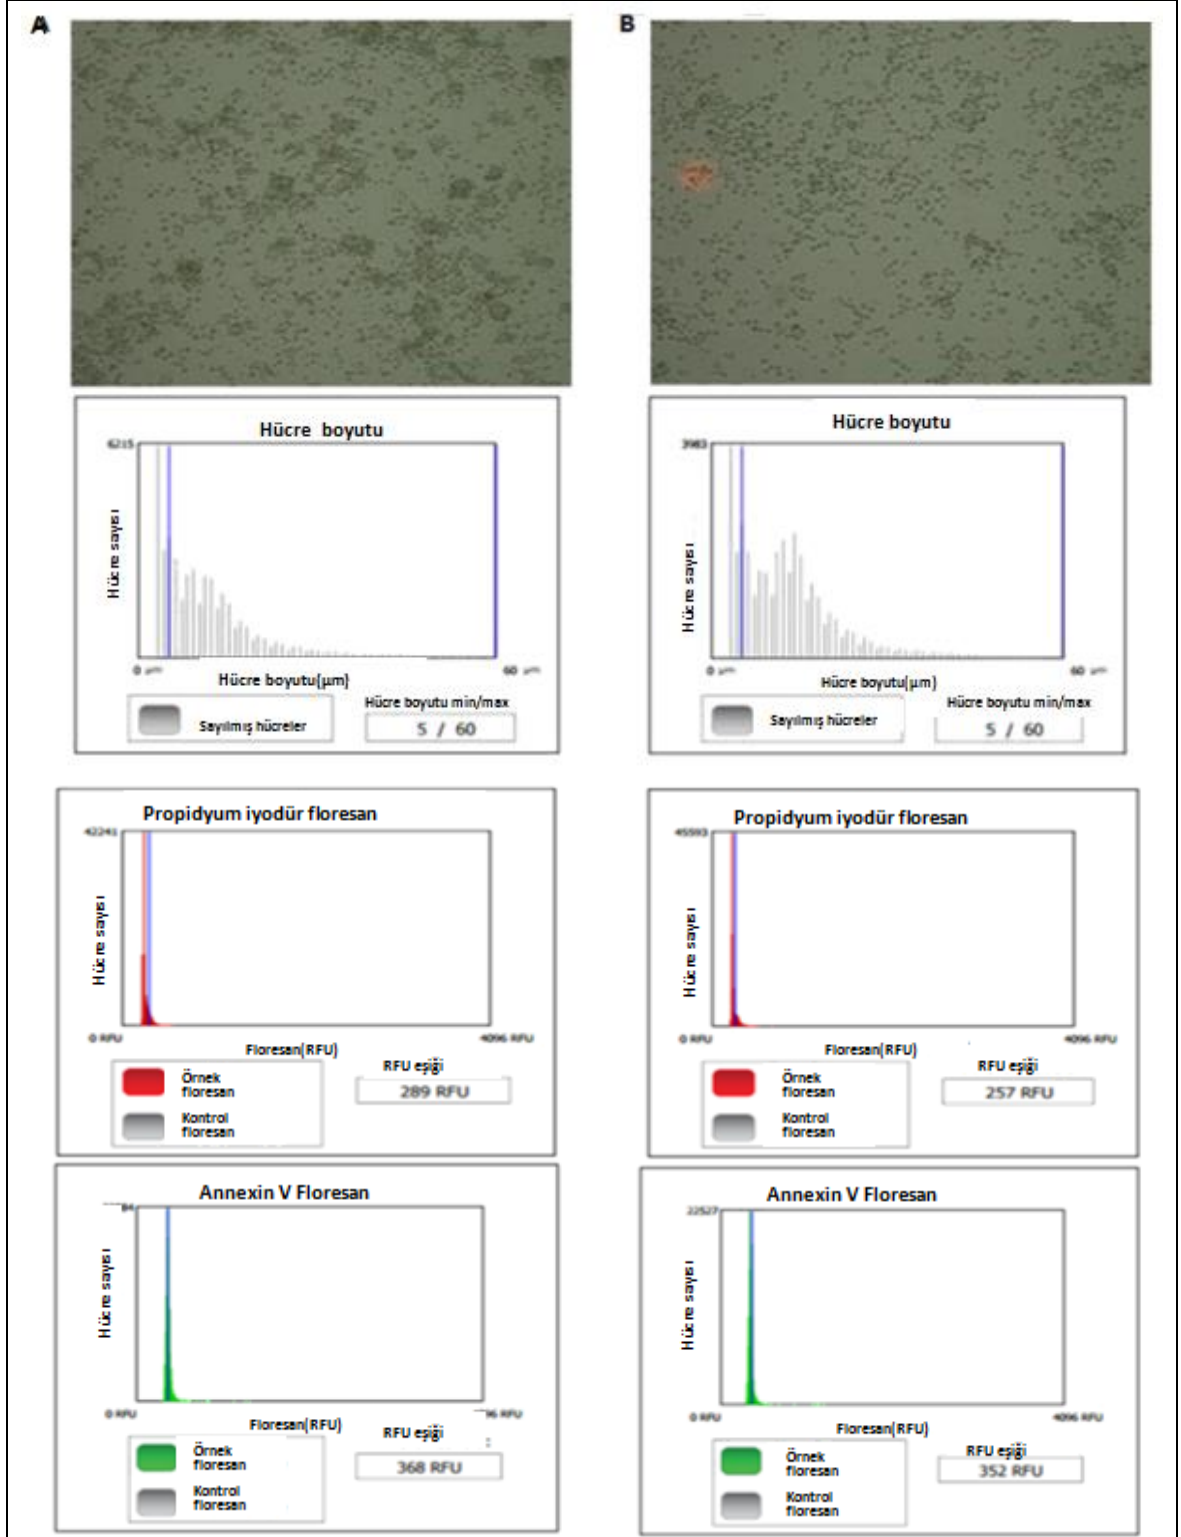 A
Hücre boyutu
6215
Hücre sayısı
0 µm
60 µm
Hücre boyutu(µm)
Sayılmış hücreler
Hücre boyutu min/max
5 / 60
Propidyum iyodür floresan
42241
Hücre sayısı
0 RFU
4096 RFU
Floresan(RFU)
Örnek
floresan
Kontrol
floresan
RFU eşiği
289 RFU
Annexin V Floresan
84
Hücre sayısı
0 RFU
96 RFU
Floresan(RFU)
Örnek
floresan
Kontrol
floresan
RFU eşiği
368 RFU
B
Hücre boyutu
3983
Hücre sayısı
0 µm
60 µm
Hücre boyutu(µm)
Sayılmış hücreler
Hücre boyutu min/max
5 / 60
Propidyum iyodür floresan
45593
Hücre sayısı
0 RFU
4096 RFU
Floresan(RFU)
Örnek
floresan
Kontrol
floresan
RFU eşiği
257 RFU
Annexin V Floresan
22527
Hücre sayısı
0 RFU
4096 RFU
Floresan(RFU)
Örnek
floresan
Kontrol
floresan
RFU eşiği
352 RFU